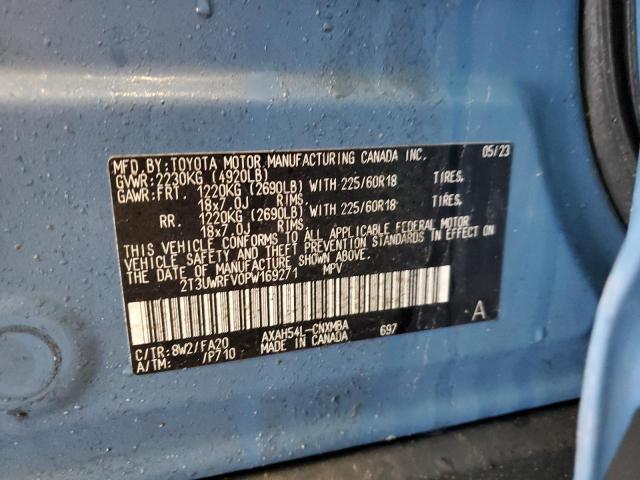 MFD. BY: TOYOTA MOTOR MANUFACTURING CANADA INC. 05/23
GVWR: 2230KG (4920LB)
GAWR: FRT. 1220KG (2690LB) WITH 225/60R18 TIRES.
18x7.0J RIMS.
RR. 1220KG (2690LB) WITH 225/60R18 TIRES.
18x7.0J RIMS.
THIS VEHICLE CONFORMS TO ALL APPLICABLE FEDERAL MOTOR
VEHICLE SAFETY AND THEFT PREVENTION STANDARDS IN EFFECT ON
THE DATE OF MANUFACTURE SHOWN ABOVE.
2T3UWRFV0PW169271 MPV
A
C/TR: 8W2/FA20 AXAH54L-CNXMBA 697
A/TM: /P710 MADE IN CANADA